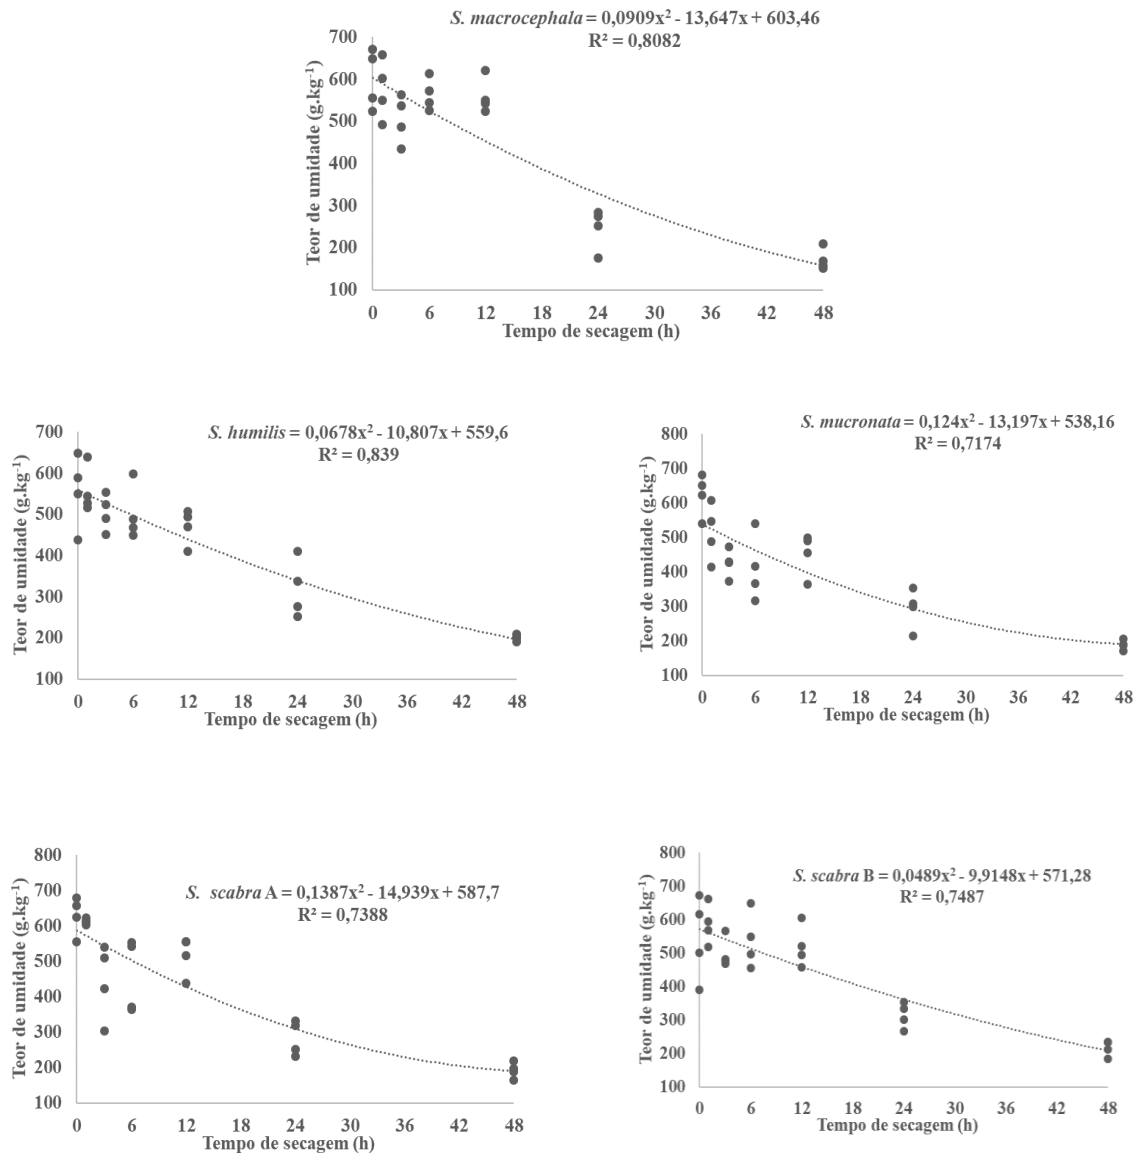 S. macrocephala = 0,0909x² - 13,647x + 603,46
R² = 0,8082
Teor de umidade (g.kg⁻¹)
700
600
500
400
300
200
100
0 6 12 18 24 30 36 42 48
Tempo de secagem (h)
S. humilis = 0,0678x² - 10,807x + 559,6
R² = 0,839
Teor de umidade (g.kg⁻¹)
700
600
500
400
300
200
100
0 6 12 18 24 30 36 42 48
Tempo de secagem (h)
S. mucronata = 0,124x² - 13,197x + 538,16
R² = 0,7174
Teor de umidade (g.kg⁻¹)
800
700
600
500
400
300
200
100
0 6 12 18 24 30 36 42 48
Tempo de secagem (h)
S. scabra A = 0,1387x² - 14,939x + 587,7
R² = 0,7388
Teor de umidade (g.kg⁻¹)
800
700
600
500
400
300
200
100
0 6 12 18 24 30 36 42 48
Tempo de secagem (h)
S. scabra B = 0,0489x² - 9,9148x + 571,28
R² = 0,7487
Teor de umidade (g.kg⁻¹)
800
700
600
500
400
300
200
100
0 6 12 18 24 30 36 42 48
Tempo de secagem (h)